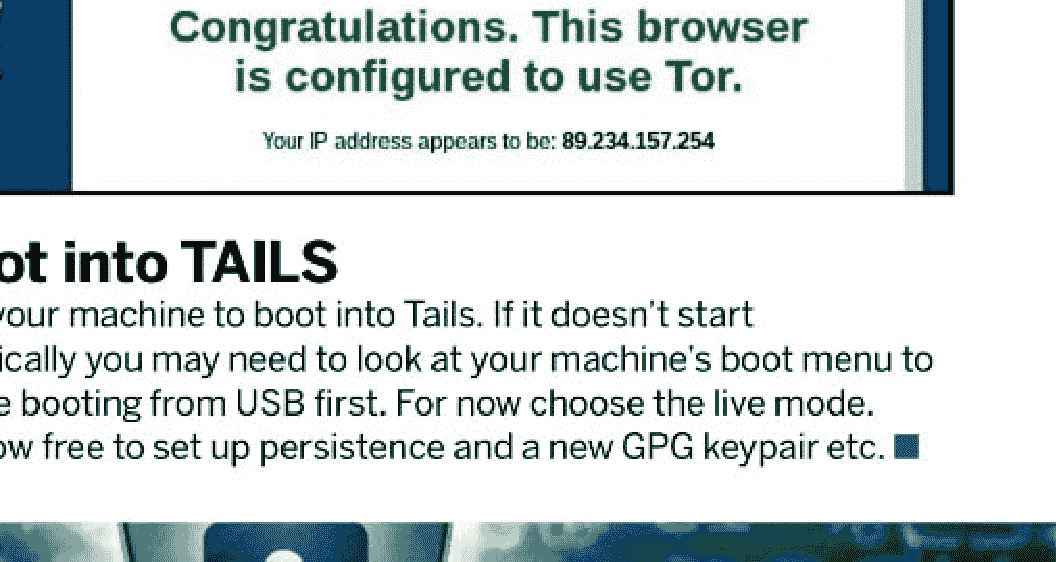 Congratulations. This browser
is configured to use Tor.
Your IP address appears to be: 89.234.157.254
ot into TAILS
your machine to boot into Tails. If it doesn't start
ically you may need to look at your machine's boot menu to
e booting from USB first. For now choose the live mode.
ow free to set up persistence and a new GPG keypair etc.